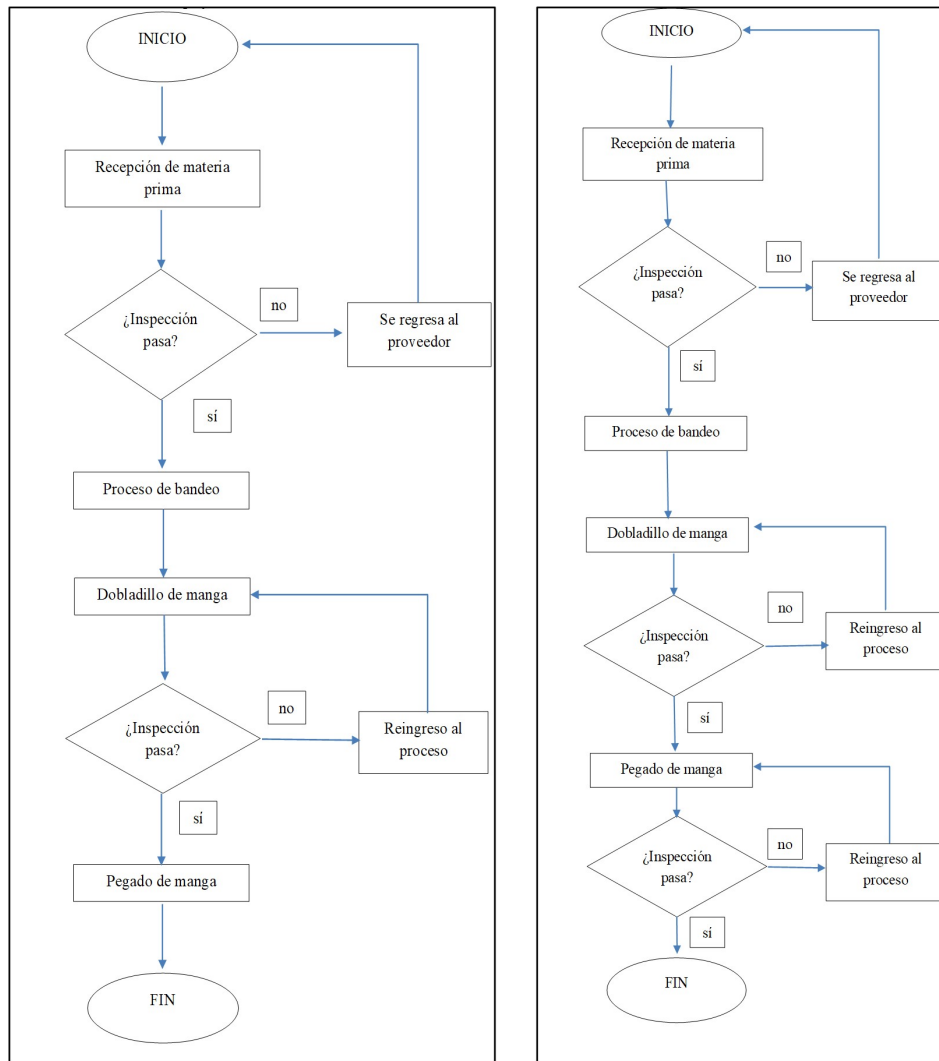 INICIO
Recepción de materia
prima
¿Inspección
pasa?
no
Se regresa al
proveedor
sí
Proceso de bandeo
Dobladillo de manga
¿Inspección
pasa?
no
Reingreso al
proceso
sí
Pegado de manga
FIN
INICIO
Recepción de materia
prima
¿Inspección
pasa?
no
Se regresa al
proveedor
sí
Proceso de bandeo
Dobladillo de manga
¿Inspección
pasa?
no
Reingreso al
proceso
sí
Pegado de manga
¿Inspección
pasa?
no
Reingreso al
proceso
sí
FIN